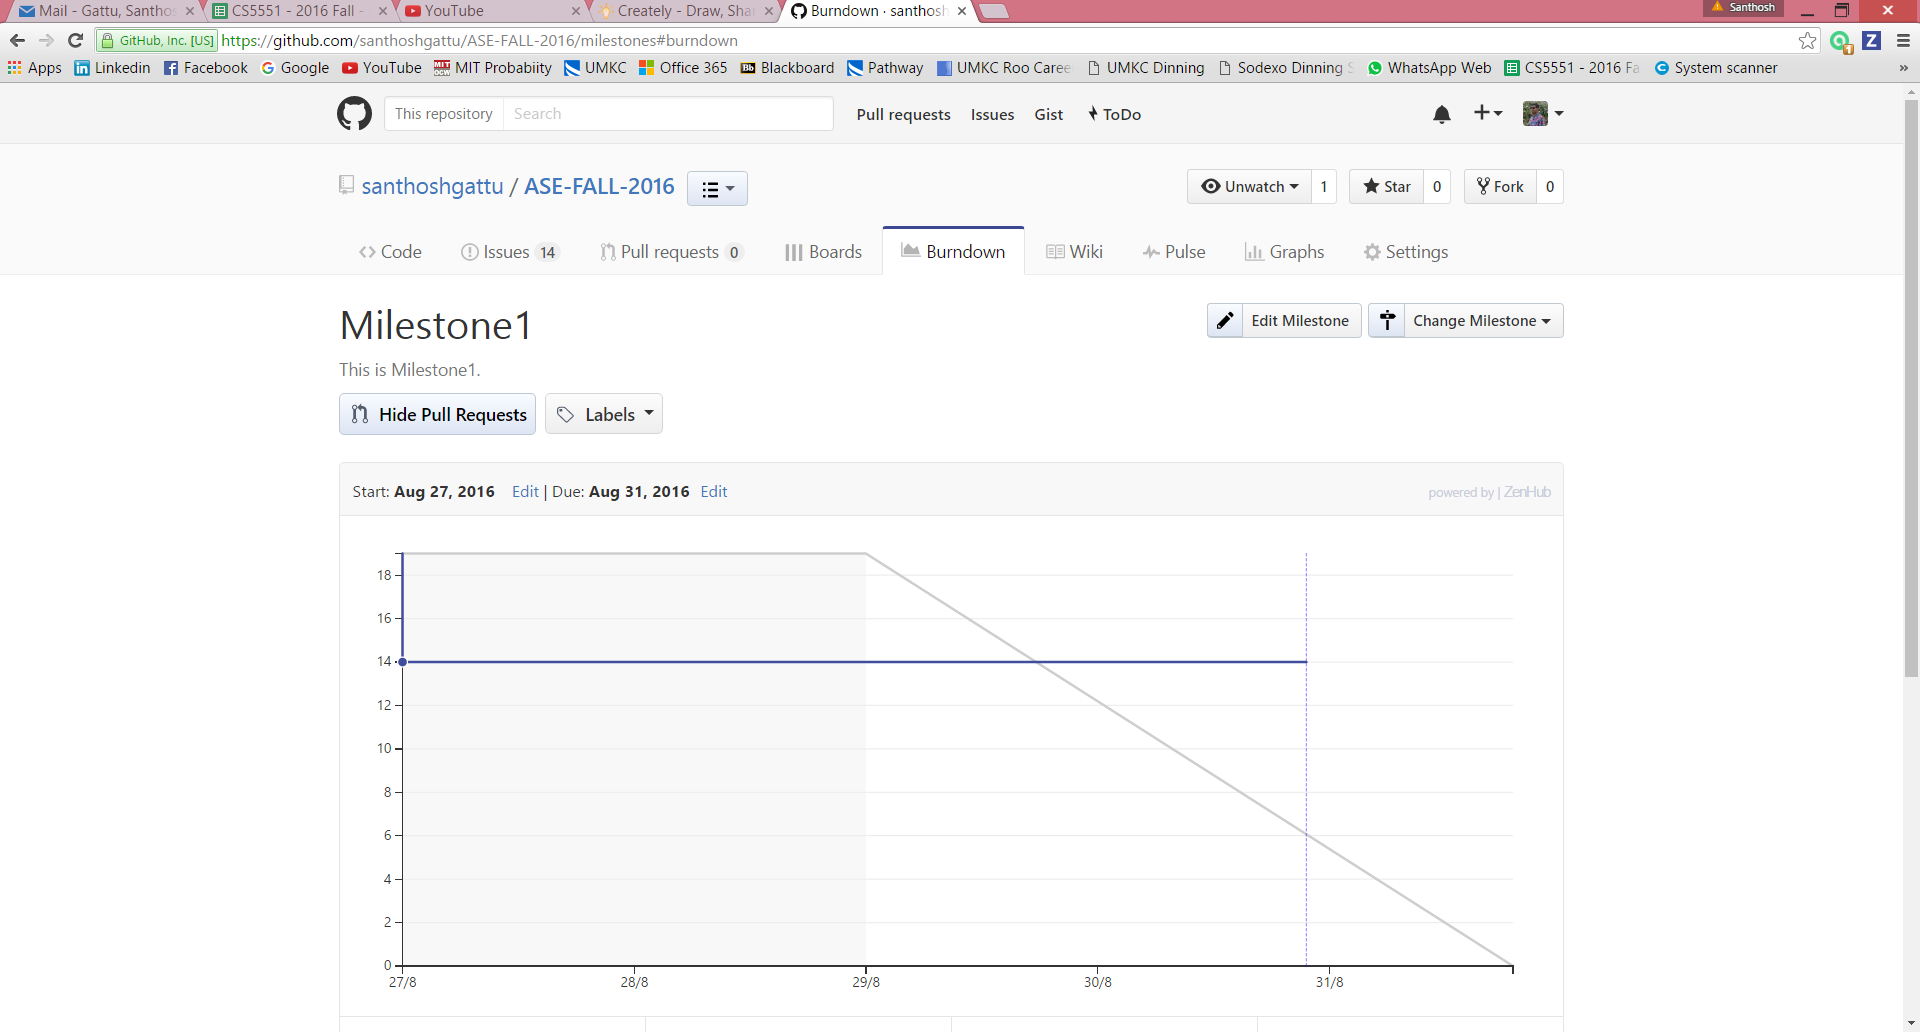 Mail - Gattu, Santhos
CS5551 - 2016 Fall -
YouTube
Creately - Draw, Sha
Burndown · santhosh
Santhosh
GitHub, Inc. [US] https://github.com/santhoshgattu/ASE-FALL-2016/milestones#burndown
Apps Linkedin Facebook Google YouTube MIT Probabiity UMKC Office 365 Blackboard Pathway UMKC Roo Caree UMKC Dinning Sodexo Dinning S WhatsApp Web CS5551 - 2016 Fa System scanner »
This repository Search Pull requests Issues Gist ToDo
santhoshgattu / ASE-FALL-2016
Unwatch 1 Star 0 Fork 0
Code Issues 14 Pull requests 0 Boards Burndown Wiki Pulse Graphs Settings
Milestone1
Edit Milestone Change Milestone
This is Milestone1.
Hide Pull Requests Labels
Start: Aug 27, 2016 Edit | Due: Aug 31, 2016 Edit
powered by | ZenHub
18
16
14
12
10
8
6
4
2
0
27/8 28/8 29/8 30/8 31/8